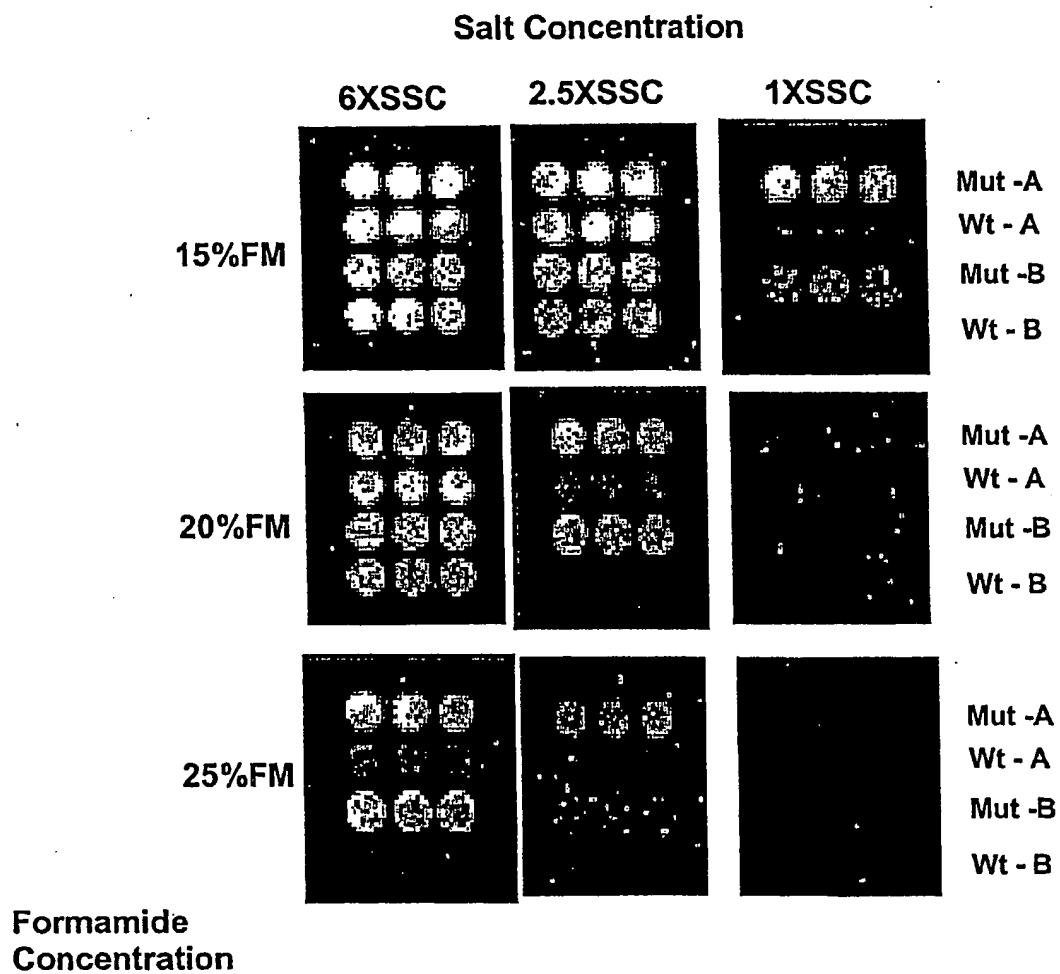 Salt Concentration
6XSSC 2.5XSSC 1XSSC
15%FM
Mut -A
Wt - A
Mut -B
Wt - B
20%FM
Mut -A
Wt - A
Mut -B
Wt - B
25%FM
Mut -A
Wt - A
Mut -B
Wt - B
Formamide
Concentration